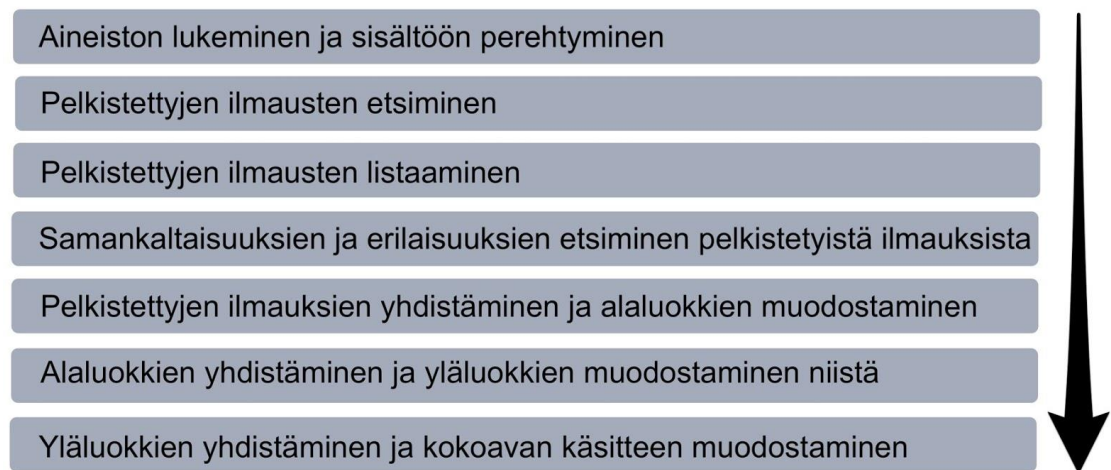 Aineiston lukeminen ja sisältöön perehtyminen
Pelkistettyjen ilmausten etsiminen
Pelkistettyjen ilmausten listaaminen
Samankaltaisuuksien ja erilaisuuksien etsiminen pelkistetyistä ilmauksista
Pelkistettyjen ilmauksien yhdistäminen ja alaluokkien muodostaminen
Alaluokkien yhdistäminen ja yläluokkien muodostaminen niistä
Yläluokkien yhdistäminen ja kokoavan käsitteen muodostaminen